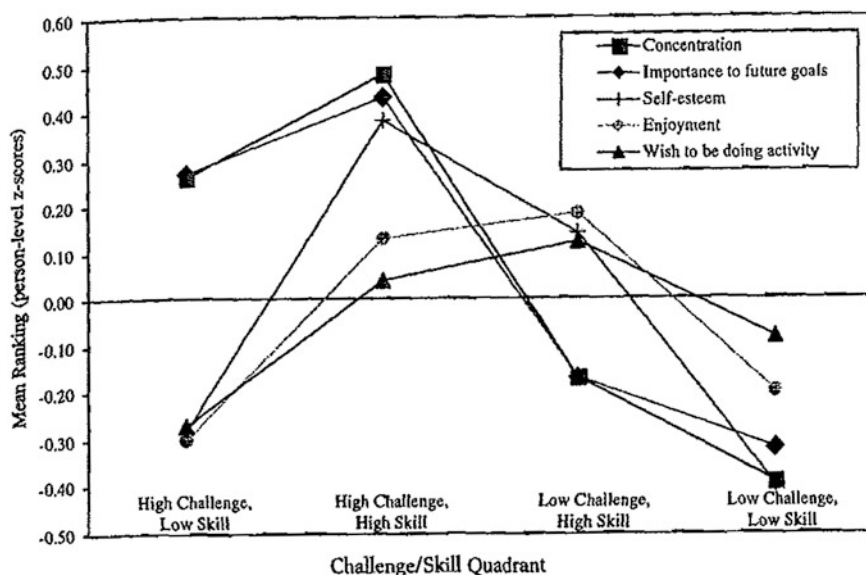 0.60
0.50
0.40
0.30
0.20
0.10
0.00
-0.10
-0.20
-0.30
-0.40
-0.50
Mean Ranking (person-level z-scores)
Concentration
Importance to future goals
Self-esteem
Enjoyment
Wish to be doing activity
High Challenge,
Low Skill
High Challenge,
High Skill
Low Challenge,
High Skill
Low Challenge,
Low Skill
Challenge/Skill Quadrant